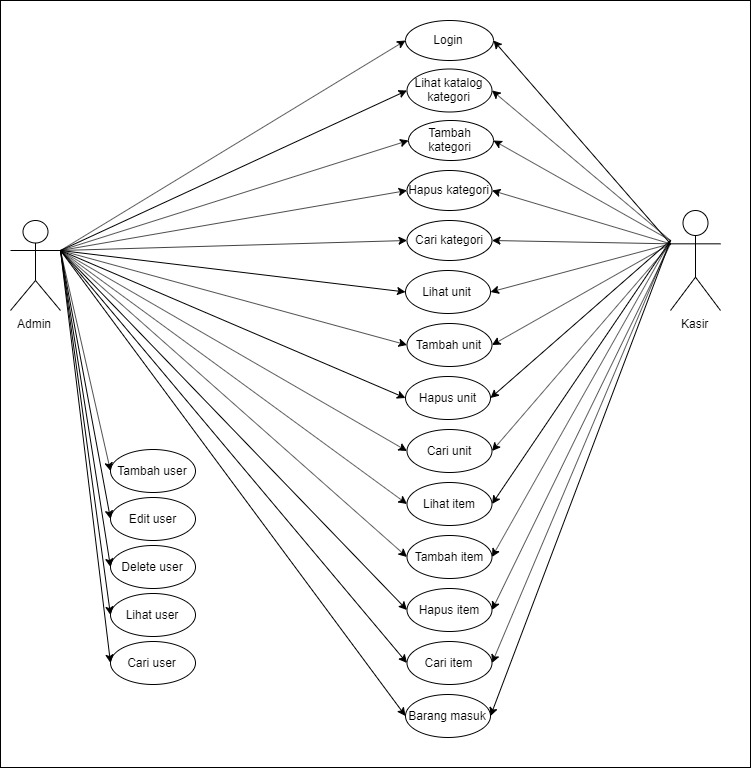 Login
Lihat katalog
kategori
Tambah
kategori
Hapus kategori
Cari kategori
Lihat unit
Tambah unit
Hapus unit
Cari unit
Lihat item
Tambah item
Hapus item
Cari item
Barang masuk
Admin
Kasir
Tambah user
Edit user
Delete user
Lihat user
Cari user